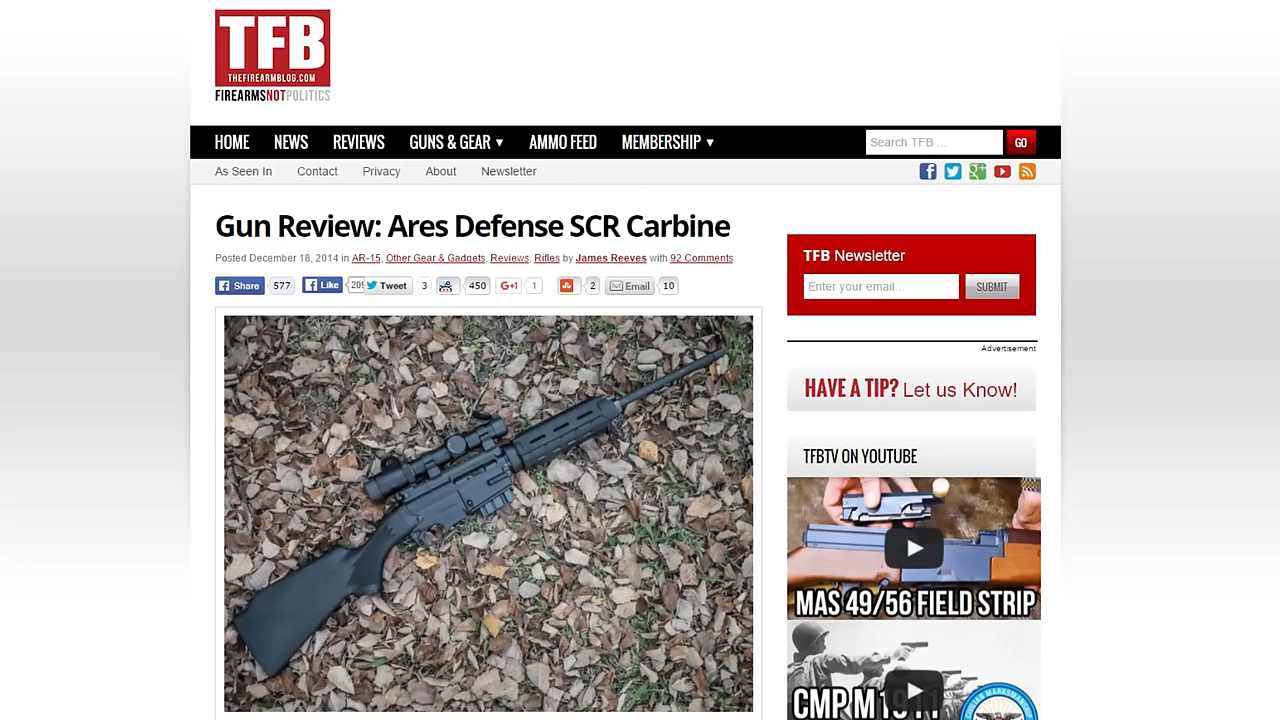 TFB
THEFIREARMBLOG.COM
FIREARMSNOTPOLITICS
HOME NEWS REVIEWS GUNS & GEAR ▼ AMMO FEED MEMBERSHIP ▼ Search TFB ... GO
As Seen In Contact Privacy About Newsletter
Gun Review: Ares Defense SCR Carbine
Posted December 18, 2014 in AR-15, Other Gear & Gadgets, Reviews, Rifles by James Reeves with 92 Comments
Share 577 Like 209 Tweet 3 450 +1 1 2 Email 10
TFB Newsletter
Enter your email... SUBMIT
Advertisement
HAVE A TIP? Let us Know!
TFBTV ON YOUTUBE
MAS 49/56 FIELD STRIP
CMP M1911